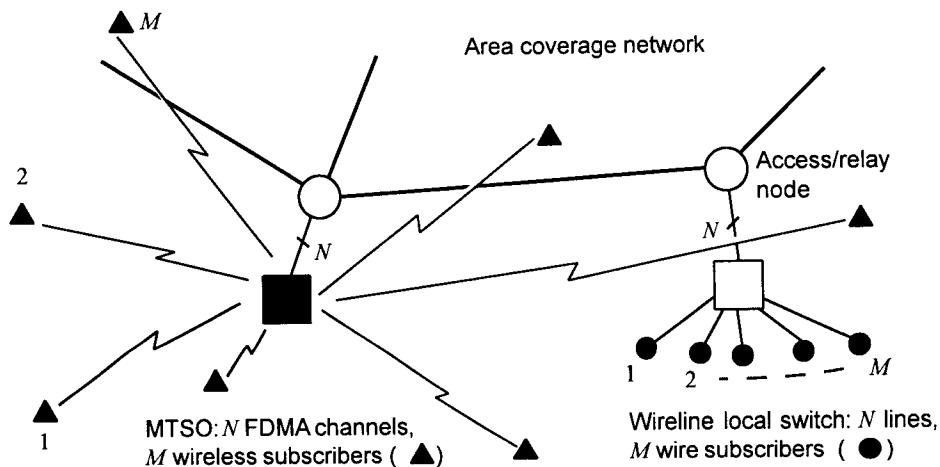 M
Area coverage network
2
Access/relay
node
N
N
1
2
M
1
MTSO: N FDMA channels,
M wireless subscribers ( ▲ )
Wireline local switch: N lines,
M wire subscribers ( ● )